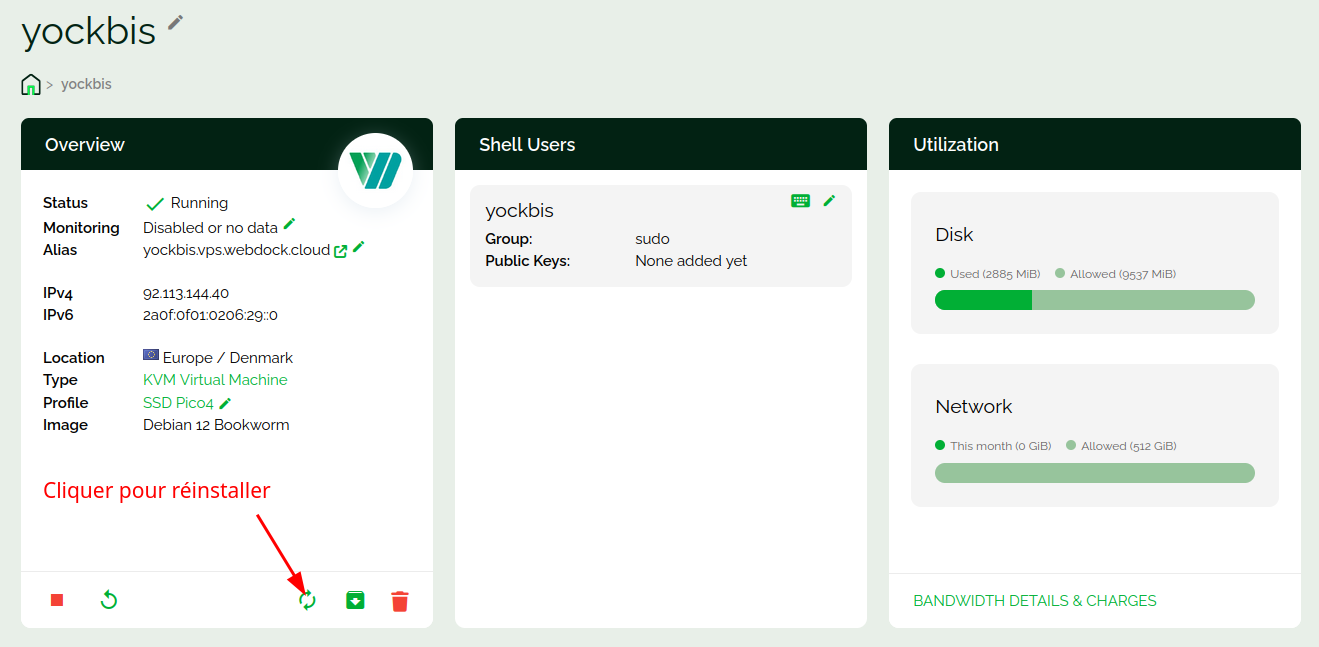 yockbis
> yockbis
Overview
Status Running
Monitoring Disabled or no data
Alias yockbis.vps.webdock.cloud
IPv4 92.113.144.40
IPv6 2a0f:0f01:0206:29::0
Location Europe / Denmark
Type KVM Virtual Machine
Profile SSD Pico4
Image Debian 12 Bookworm
Cliquer pour réinstaller
Shell Users
yockbis
Group: sudo
Public Keys: None added yet
Utilization
Disk
Used (2885 MiB) Allowed (9537 MiB)
Network
This month (0 GiB) Allowed (512 GiB)
BANDWIDTH DETAILS & CHARGES